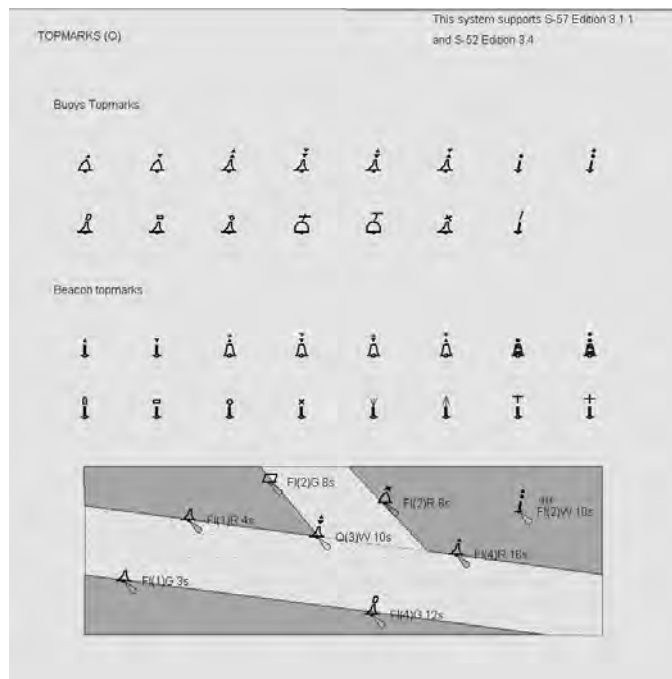 This system supports S-57 Edition 3.1.1
TOPMARKS (Q)
and S-52 Edition 3.4
Buoys Topmarks
Beacon topmarks
Fl(2)G 8s
Fl(2)R 8s
Fl(2)W 10s
Fl(1)R 4s
Q(3)W 10s
Fl(4)R 16s
Fl(1)G 3s
Fl(4)G 12s